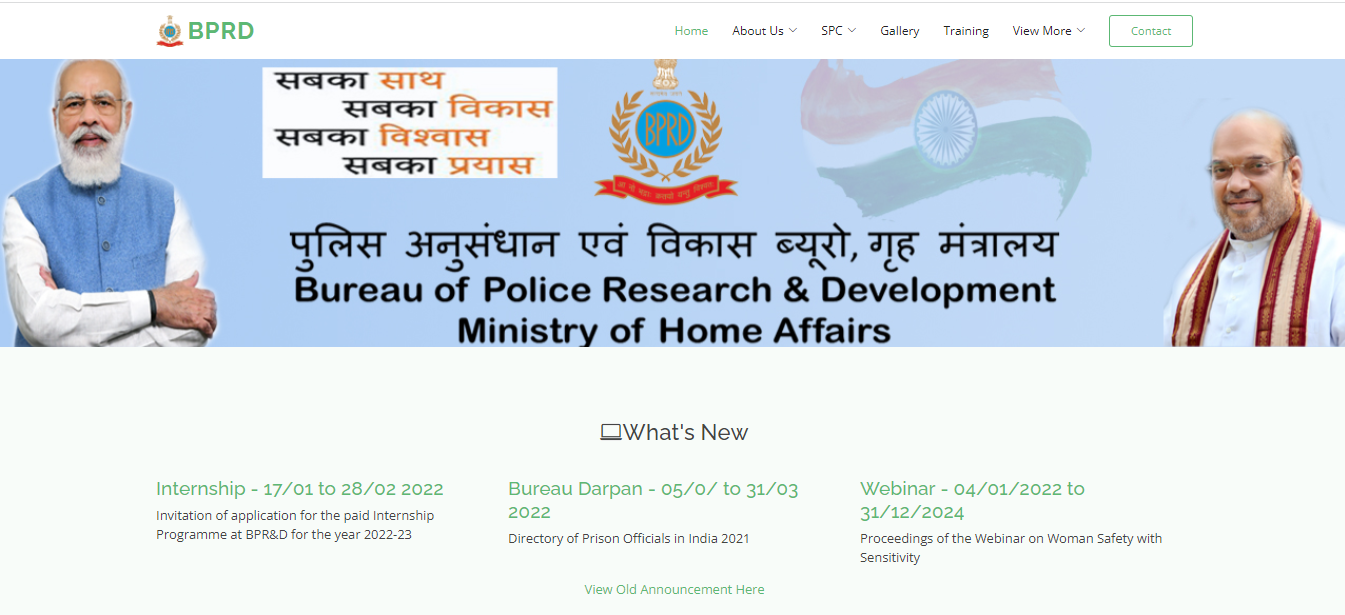 BPRD
Home About Us SPC Gallery Training View More Contact
सबका साथ
सबका विकास
सबका विश्वास
सबका प्रयास
BPRD
पुलिस अनुसंधान एवं विकास ब्यूरो, गृह मंत्रालय
Bureau of Police Research & Development
Ministry of Home Affairs
What's New
Internship - 17/01 to 28/02 2022
Invitation of application for the paid Internship
Programme at BPR&D for the year 2022-23
Bureau Darpan - 05/0/ to 31/03
2022
Directory of Prison Officials in India 2021
Webinar - 04/01/2022 to
31/12/2024
Proceedings of the Webinar on Woman Safety with
Sensitivity
View Old Announcement Here